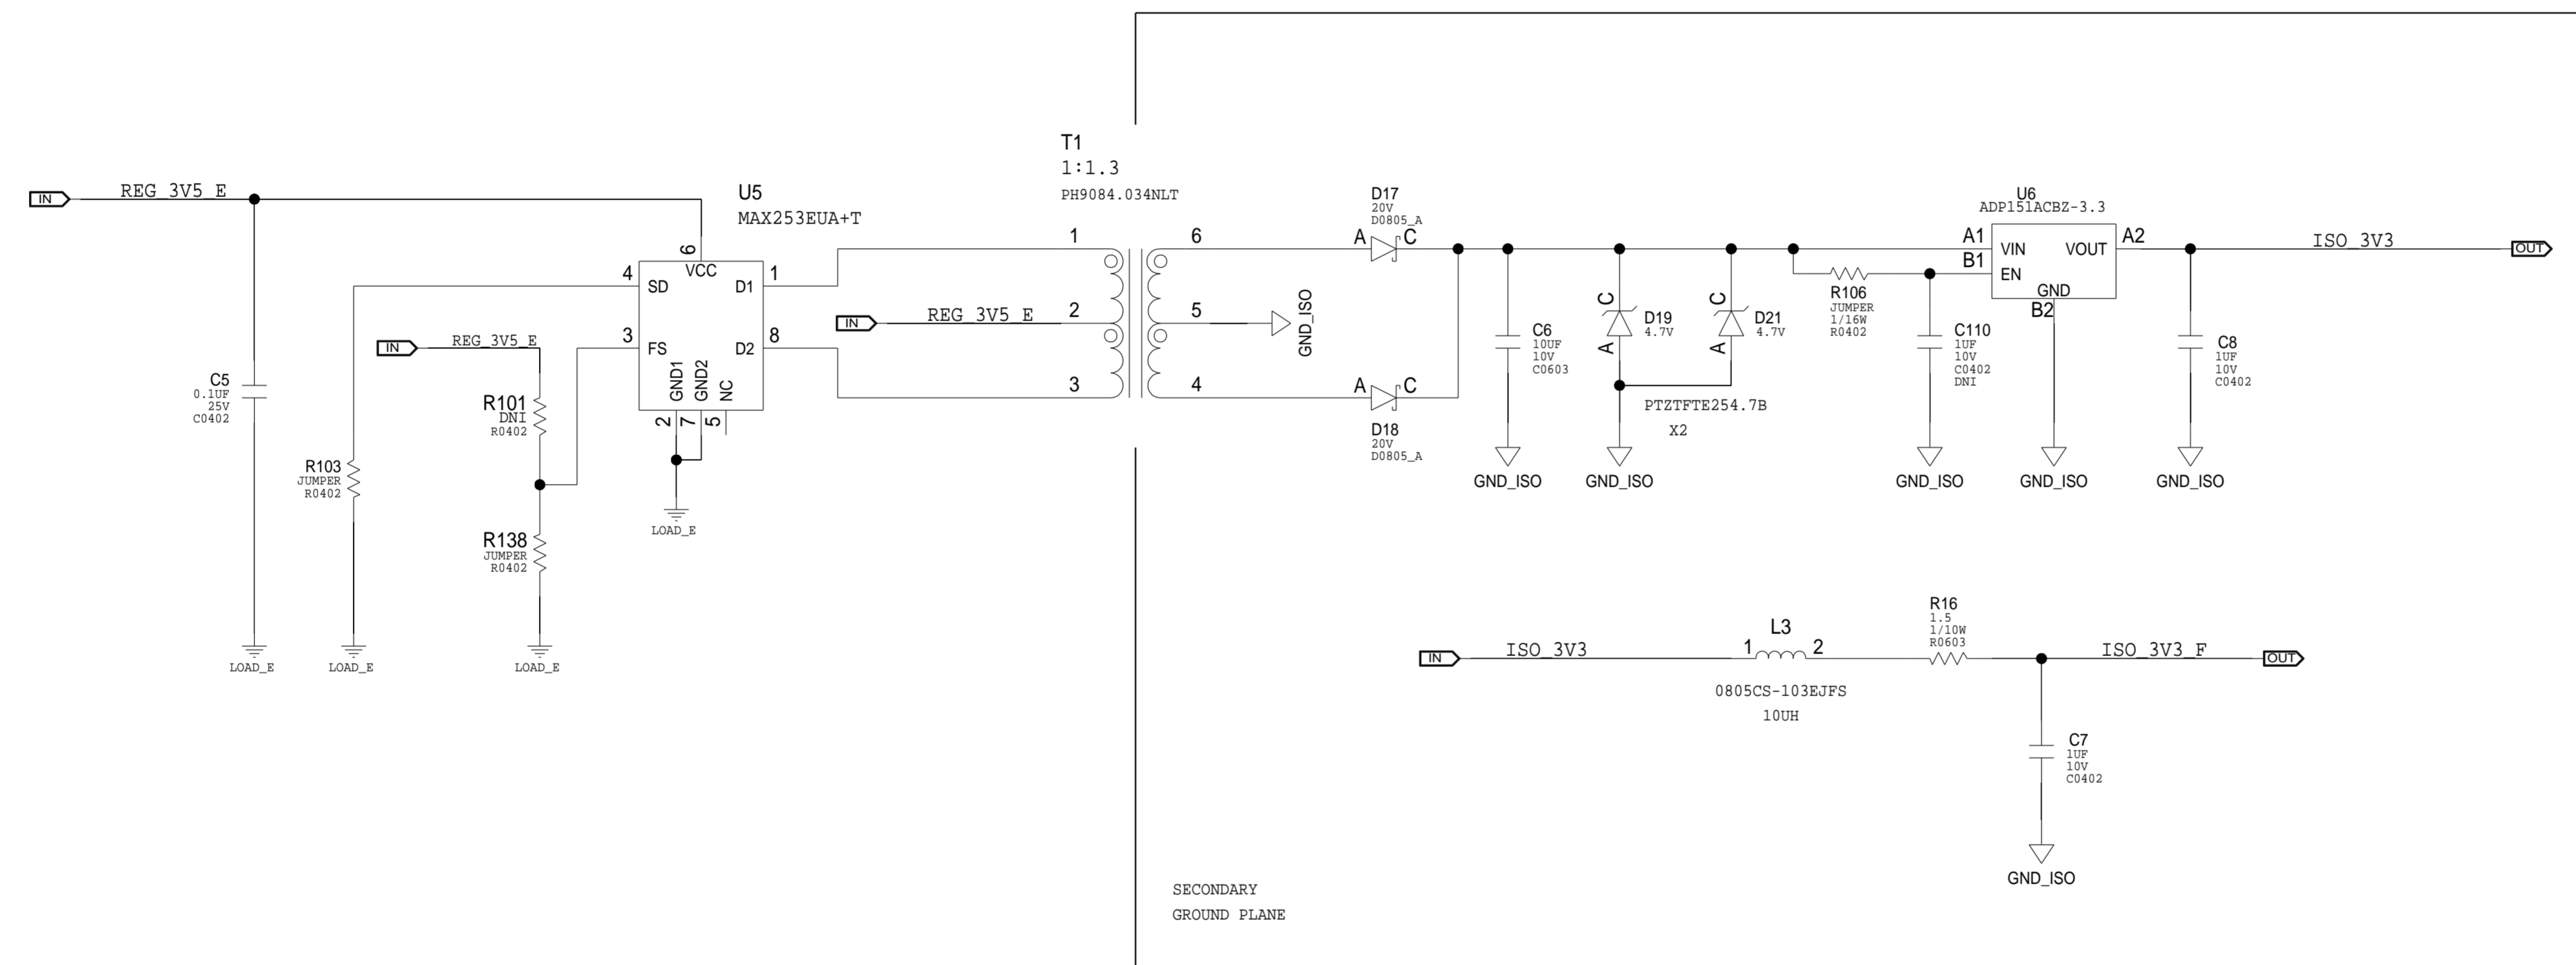 IN
REG_3V5_E
C5
0.1UF
25V
C0402
LOAD_E
R103
JUMPER
R0402
LOAD_E
IN
REG_3V5_E
R101
DNI
R0402
R138
JUMPER
R0402
LOAD_E
U5
MAX253EUA+T
6
VCC
4
SD
D1
1
3
FS
D2
8
GND1
GND2
NC
2
7
5
LOAD_E
IN
REG_3V5_E
T1
1:1.3
PH9084.034NLT
1
6
2
5
3
4
GND_ISO
D17
20V
D0805_A
A
C
A
C
D18
20V
D0805_A
C6
10UF
10V
C0603
GND_ISO
C
D19
4.7V
A
C
D21
4.7V
A
PTZTFTE254.7B
X2
GND_ISO
R106
JUMPER
1/16W
R0402
C110
1UF
10V
C0402
DNI
GND_ISO
U6
ADP151ACBZ-3.3
A1
VIN
VOUT
A2
B1
EN
GND
B2
GND_ISO
C8
1UF
10V
C0402
GND_ISO
ISO_3V3
OUT
IN
ISO_3V3
L3
1
2
0805CS-103EJFS
10UH
R16
1.5
1/10W
R0603
ISO_3V3_F
OUT
C7
1UF
10V
C0402
GND_ISO
SECONDARY
GROUND PLANE